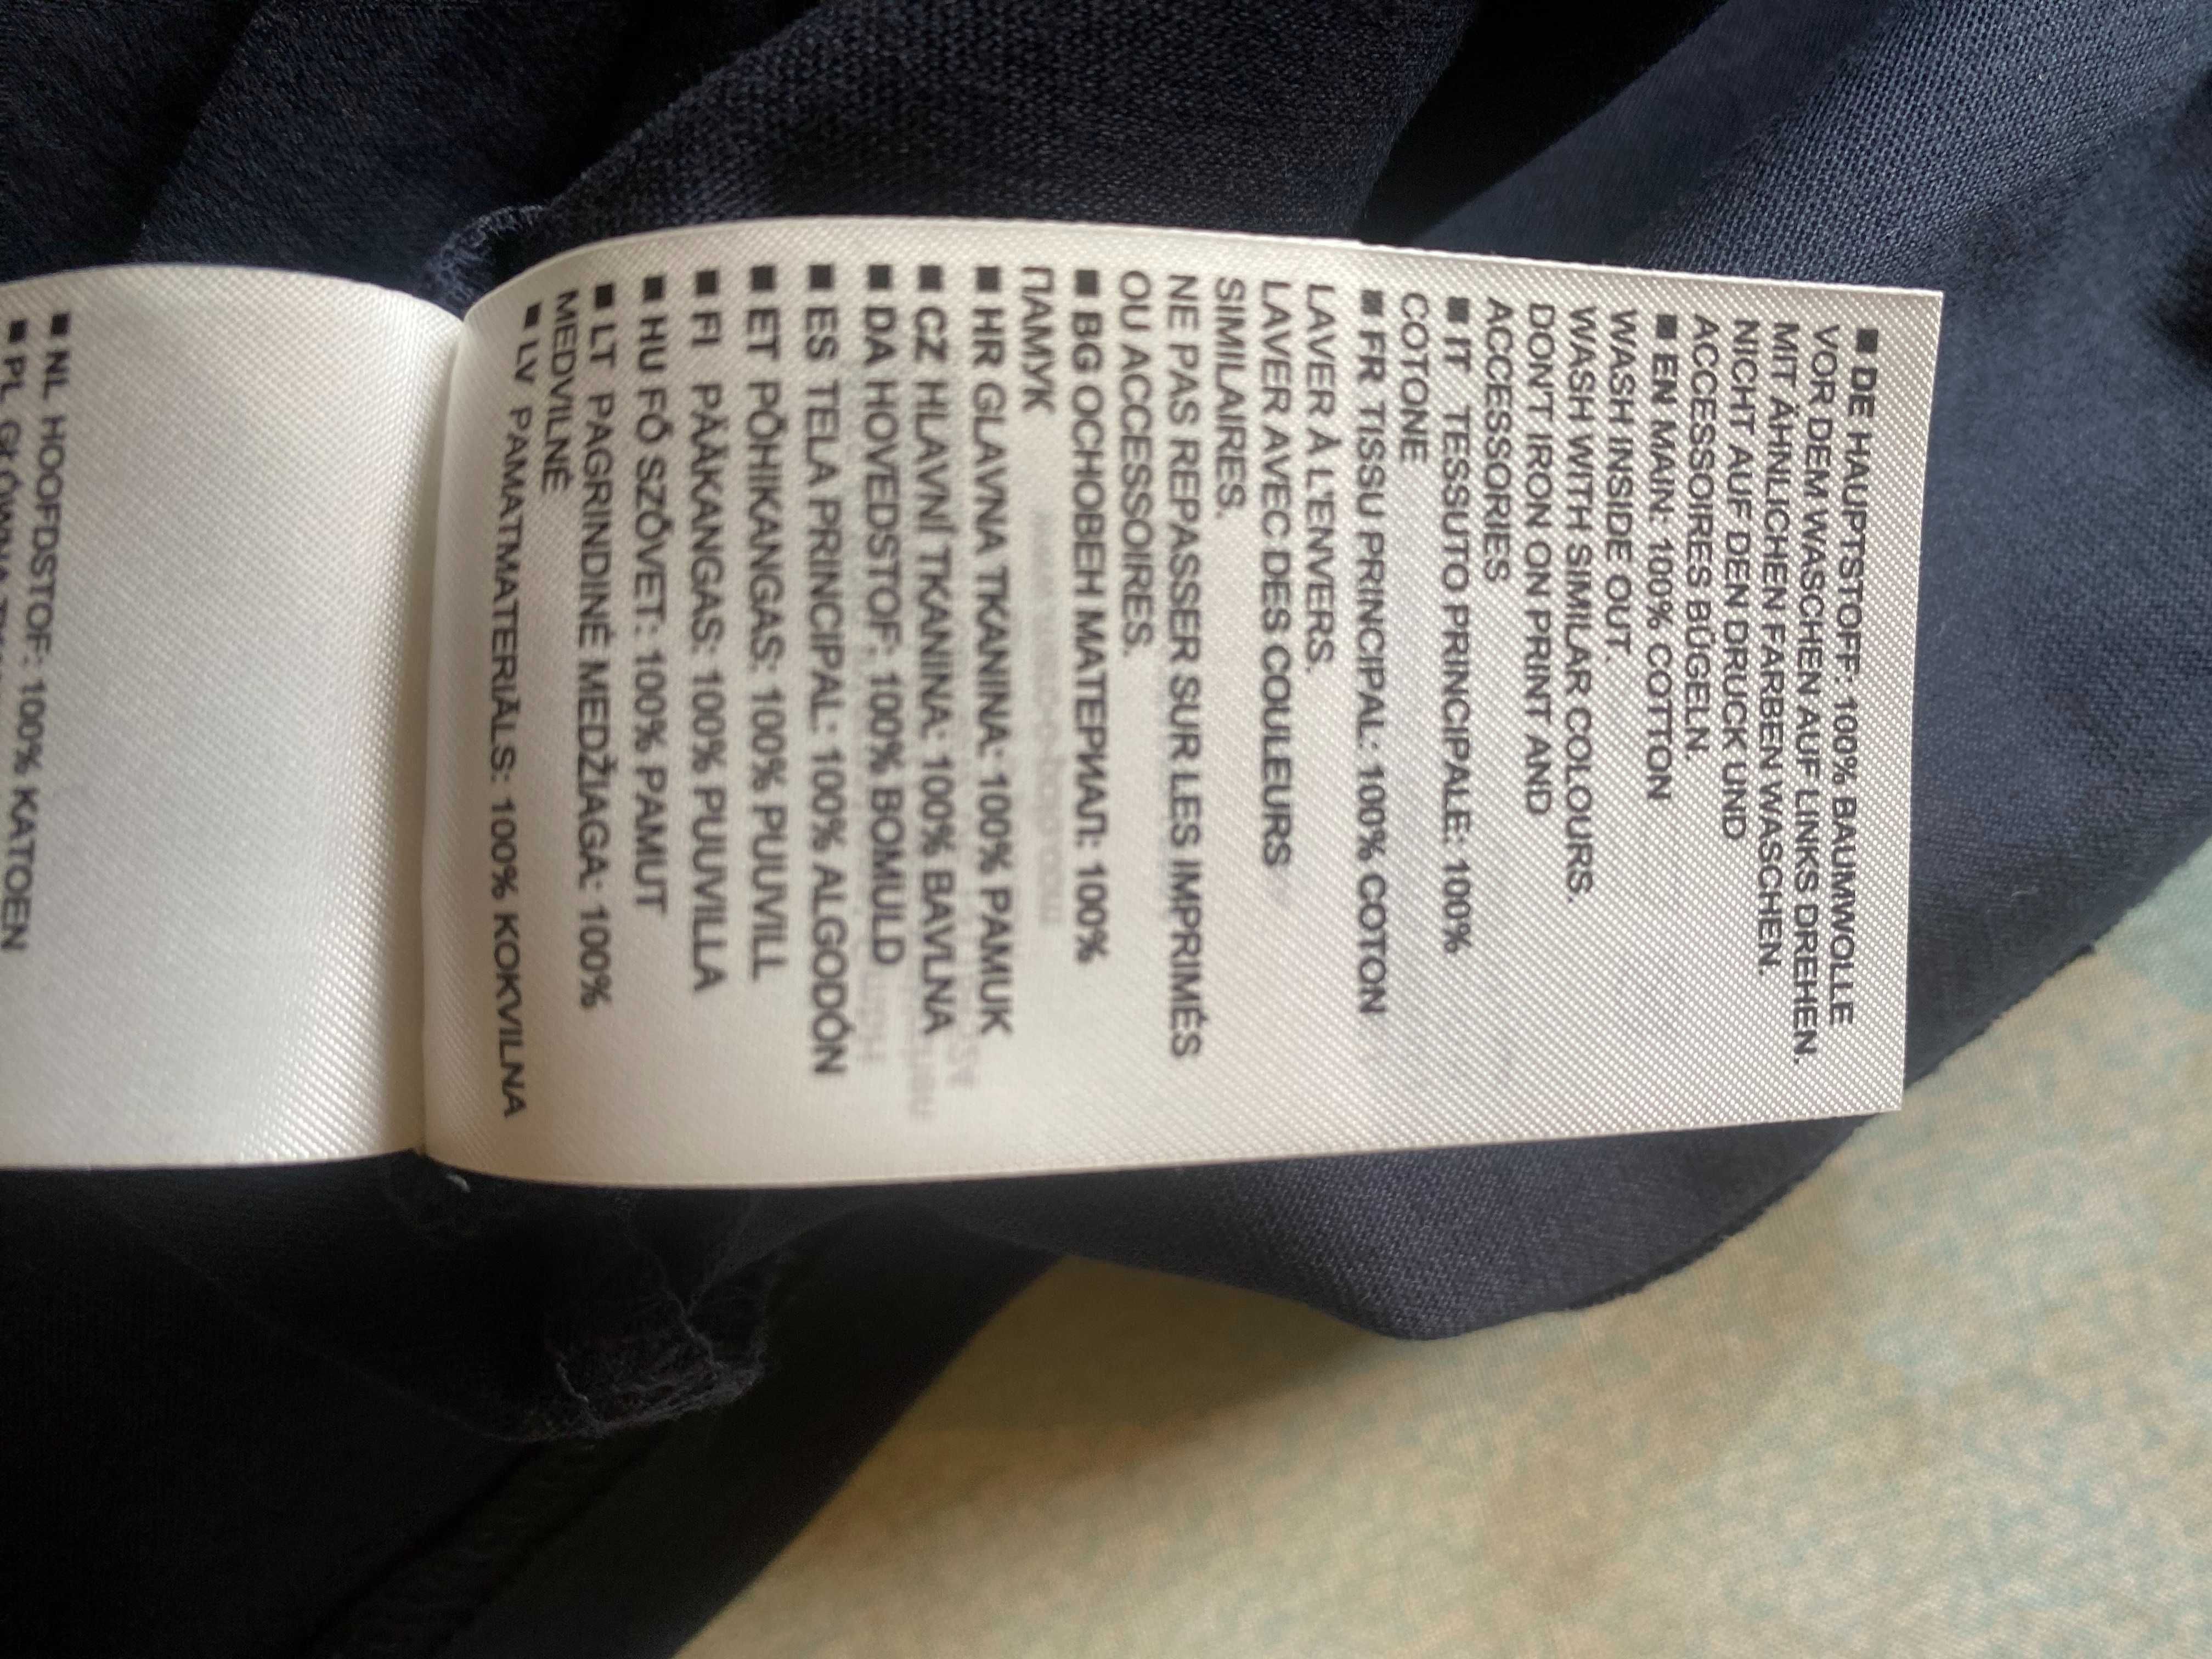 ■ DE HAUPTSTOFF: 100% BAUMWOLLE
VOR DEM WASCHEN AUF LINKS DREHEN.
MIT ÄHNLICHEN FARBEN WASCHEN.
NICHT AUF DEN DRUCK UND
ACCESSOIRES BÜGELN.
■ EN MAIN: 100% COTTON
WASH INSIDE OUT.
WASH WITH SIMILAR COLOURS.
DON'T IRON ON PRINT AND
ACCESSORIES
■ IT TESSUTO PRINCIPALE: 100%
COTONE
■ FR TISSU PRINCIPAL: 100% COTON
LAVER À L'ENVERS.
LAVER AVEC DES COULEURS
SIMILAIRES.
NE PAS REPASSER SUR LES IMPRIMÉS
OU ACCESSOIRES.
■ BG ОСНОВЕН МАТЕРИАЛ: 100%
ПАМУК
■ HR GLAVNA TKANINA: 100% PAMUK
■ CZ HLAVNÍ TKANINA: 100% BAVLNA
■ DA HOVEDSTOF: 100% BOMULD
■ ES TELA PRINCIPAL: 100% ALGODÓN
■ ET PÕHIKANGAS: 100% PUUVILL
■ FI PÄÄKANGAS: 100% PUUVILLA
■ HU FŐ SZÖVET: 100% PAMUT
■ LT PAGRINDINĖ MEDŽIAGA: 100%
MEDVILNĖ
■ LV PAMATMATERIĀLS: 100% KOKVILNA
■ NL HOOFDSTOF: 100% KATOEN
■ PL GŁÓWNA